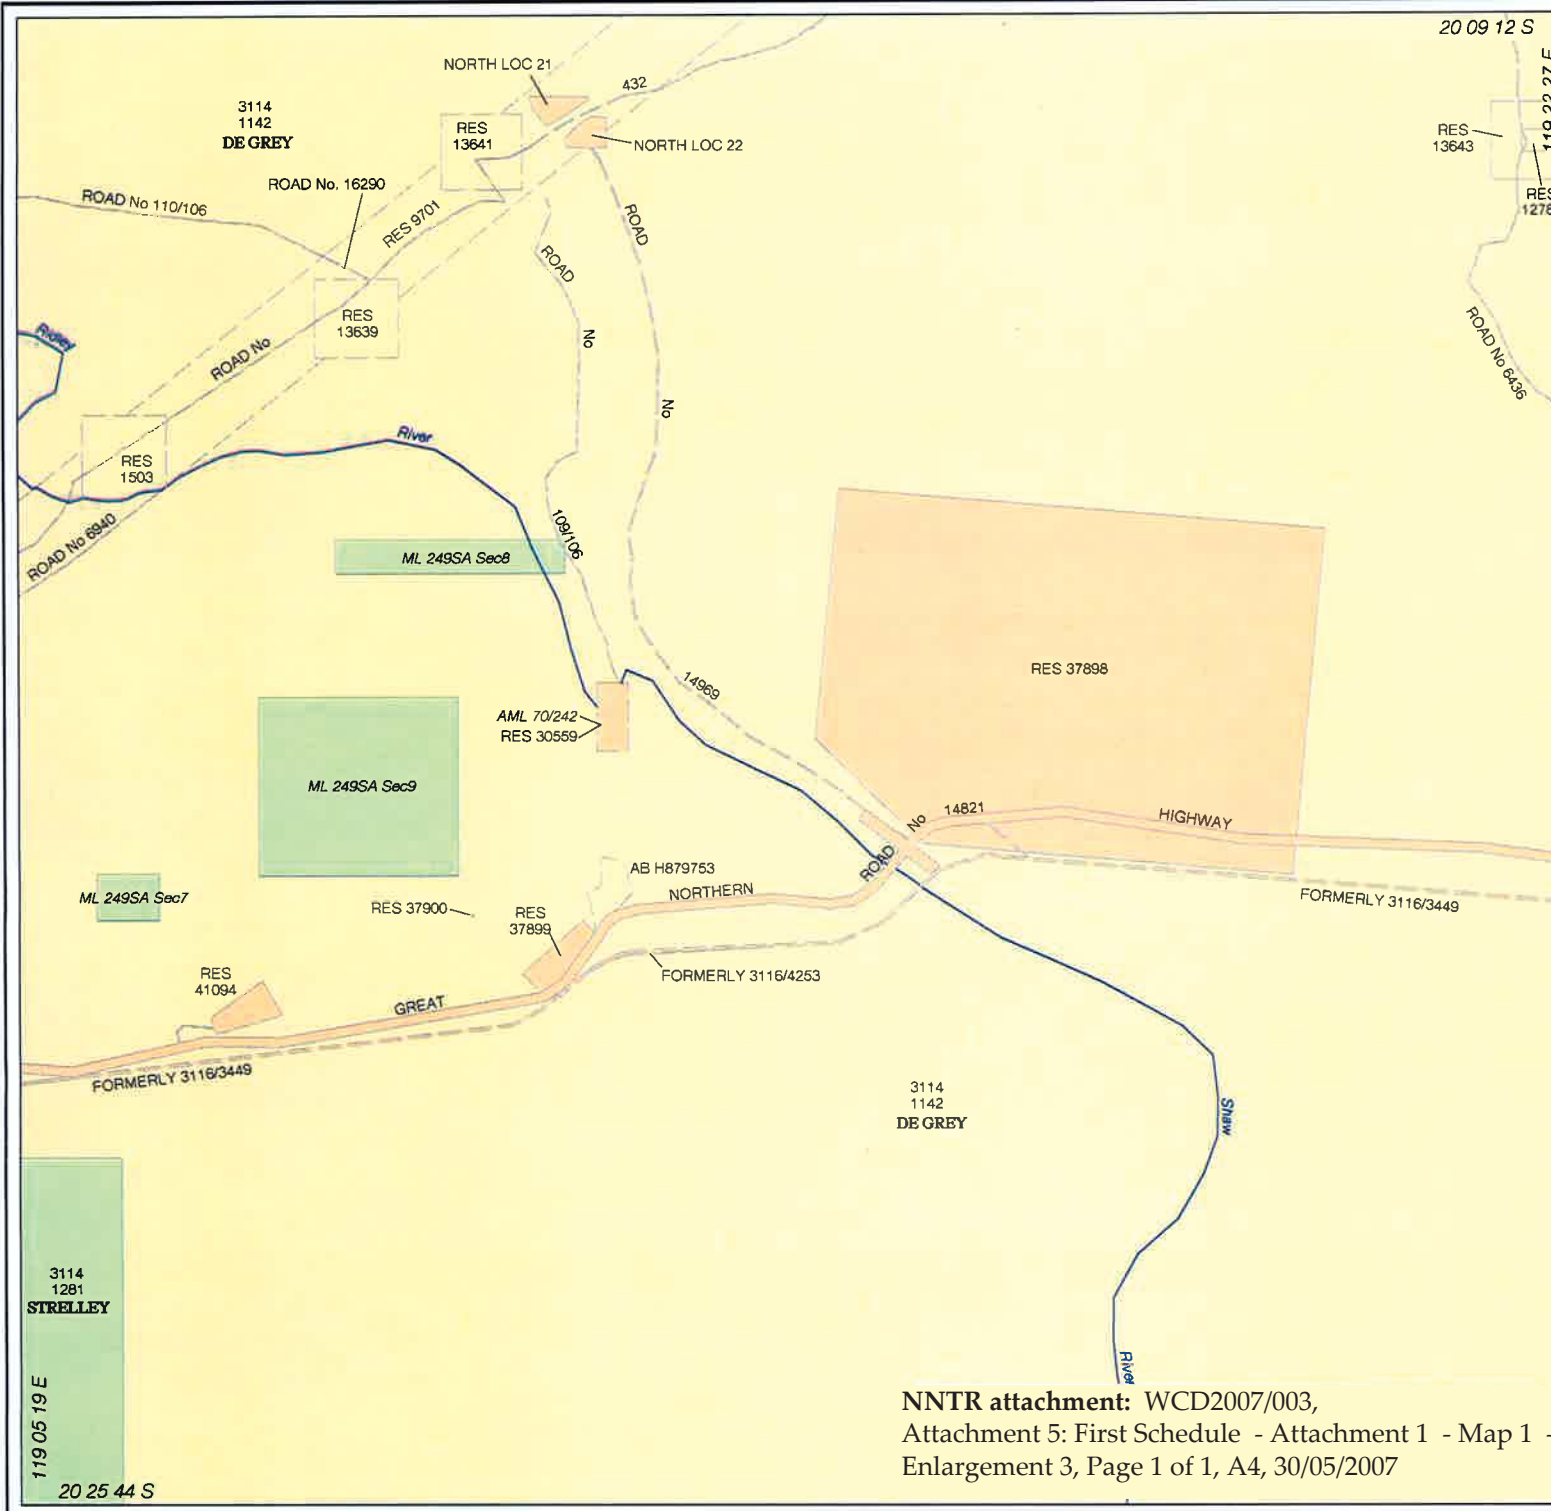 20 09 12 S
119 22 27 E
NORTH LOC 21
432
3114
1142
DE GREY
RES
13641
NORTH LOC 22
RES
13643
ROAD No. 16290
ROAD No 110/106
RES 9701
ROAD
ROAD
RES
1278
Ridley
RES
13639
ROAD No
No
No
ROAD No 6436
River
RES
1503
109/106
ROAD No 6940
ML 249SA Sec8
RES 37898
14969
AML 70/242
RES 30559
ML 249SA Sec9
ROAD No 14821
HIGHWAY
AB H879753
NORTHERN
ML 249SA Sec7
RES 37900
RES
37899
FORMERLY 3116/3449
FORMERLY 3116/4253
RES
41094
GREAT
FORMERLY 3116/3449
3114
1142
DE GREY
Shaw
River
3114
1281
STRELLEY
119 05 19 E
20 25 44 S
NNTR attachment: WCD2007/003,
Attachment 5: First Schedule - Attachment 1 - Map 1 -
Enlargement 3, Page 1 of 1, A4, 30/05/2007